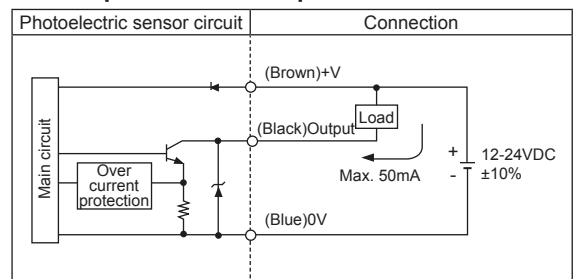 Photoelectric sensor circuit
Connection
(Brown)+V
(Black)Output
Load
Max. 50mA
+
-
12-24VDC
±10%
Main circuit
Over
current
protection
(Blue)0V